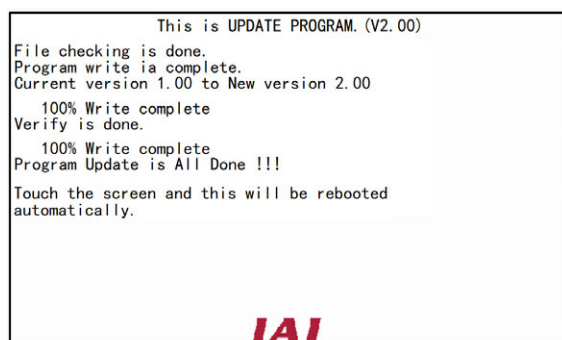 This is UPDATE PROGRAM. (V2.00)
File checking is done.
Program write ia complete.
Current version 1.00 to New version 2.00
100% Write complete
Verify is done.
100% Write complete
Program Update is All Done !!!
Touch the screen and this will be rebooted
automatically.
IAI